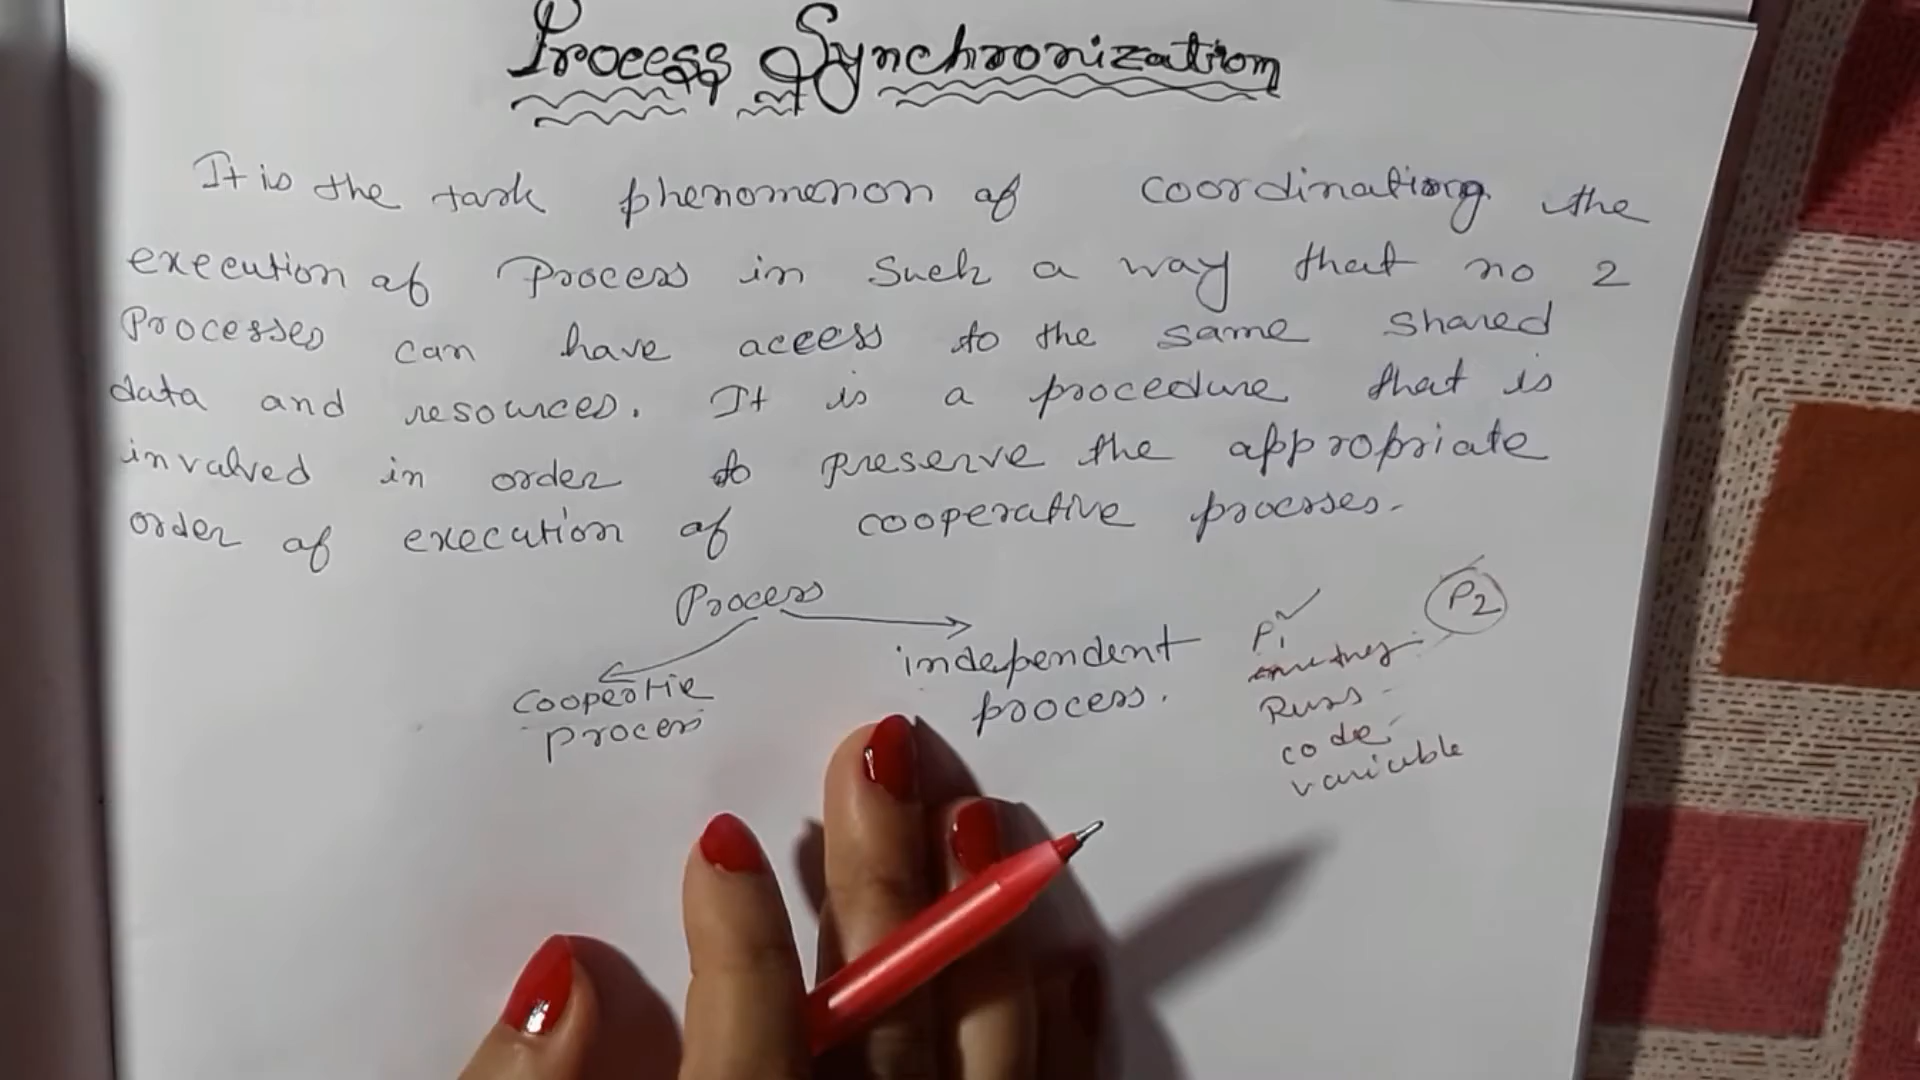 Process Synchronization
It is the task phenomenon of coordinating the
execution of Process in such a way that no 2
Processes can have access to the same shared
data and resources. It is a procedure that is
involved in order to preserve the appropriate
order of execution of cooperative processes.
Process
Cooperative process
independent process.
P1
P2
Runs
code
variable